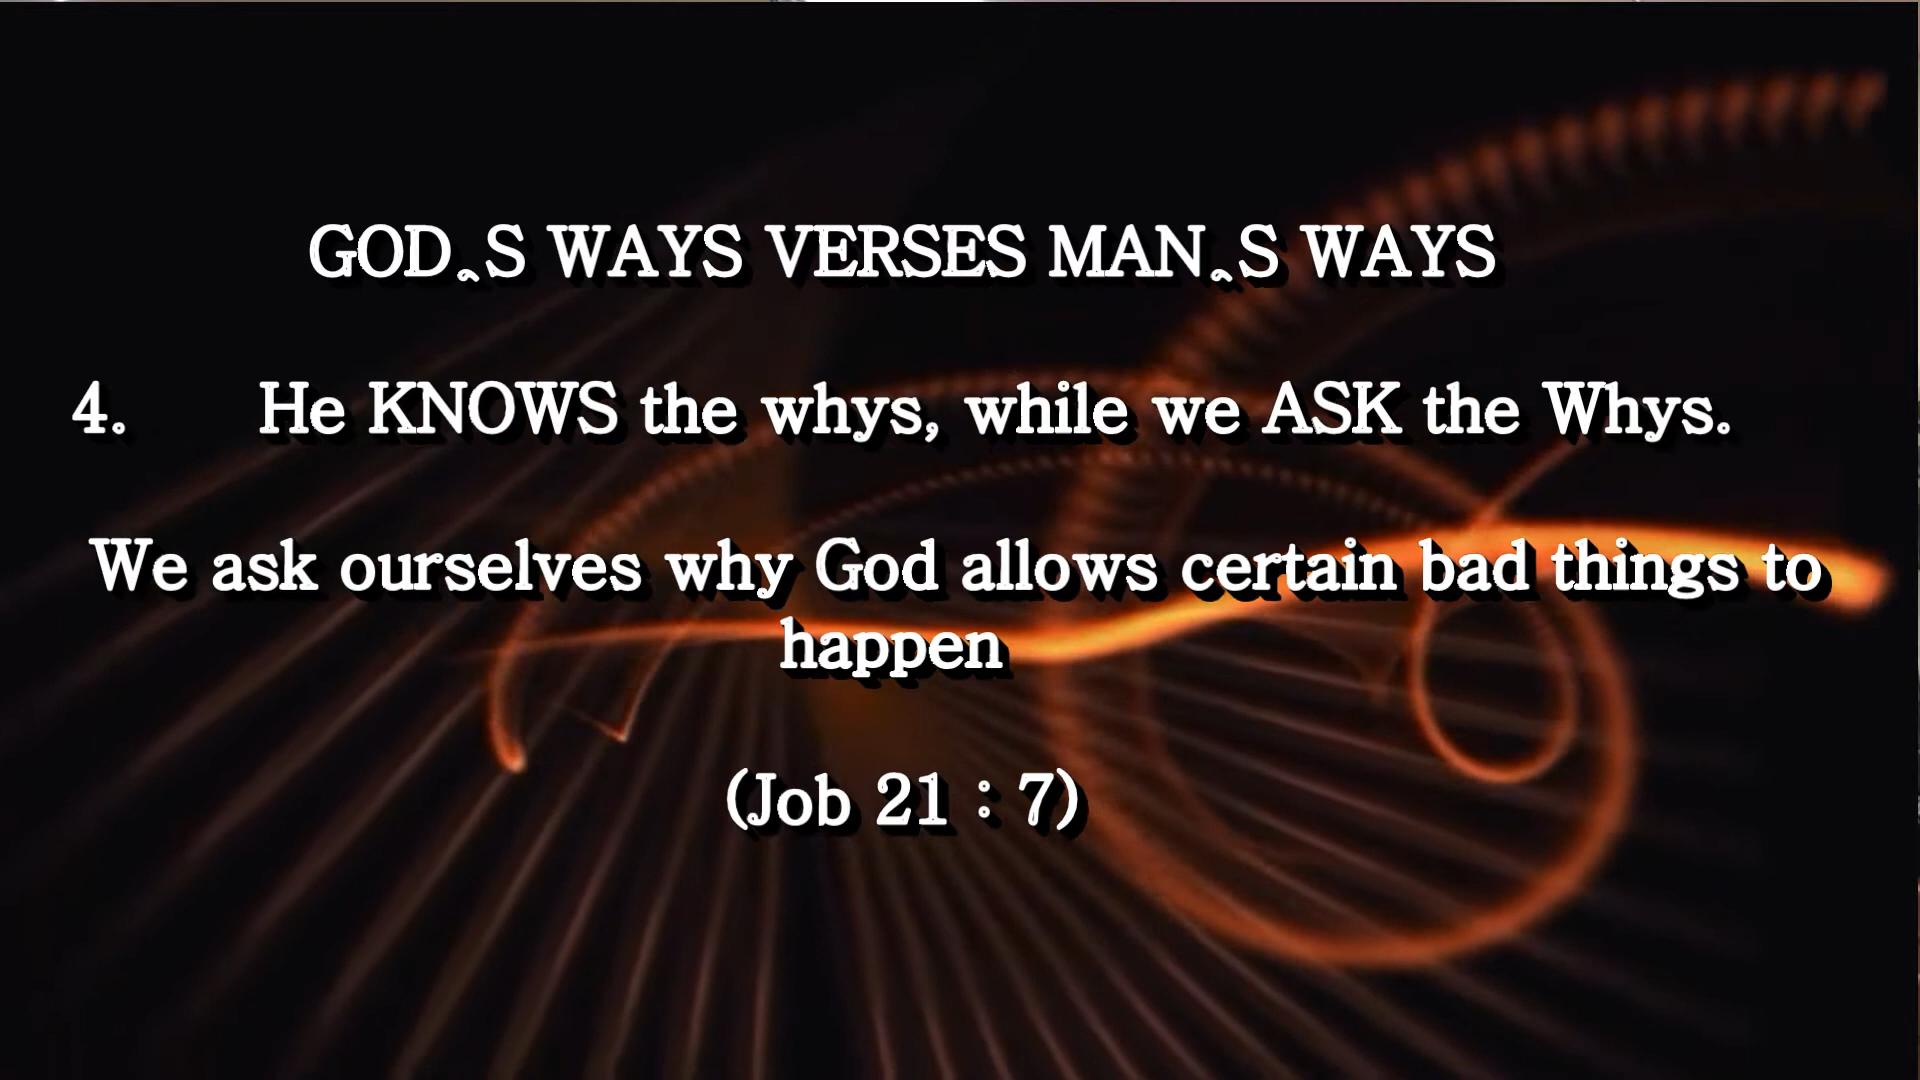 GOD˛S WAYS VERSES MAN˛S WAYS
4. He KNOWS the whys, while we ASK the Whys.
We ask ourselves why God allows certain bad things to
happen
(Job 21 : 7)